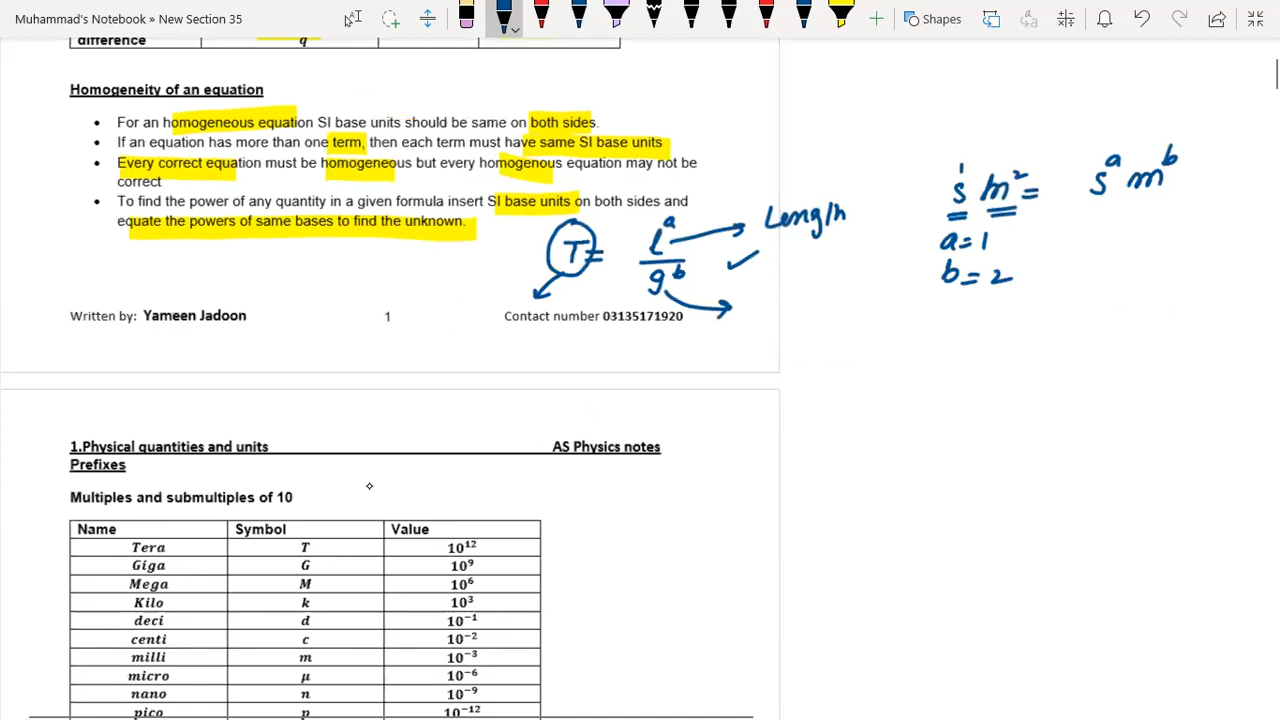 Muhammad's Notebook » New Section 35
Shapes
difference
q
Homogeneity of an equation
• For an homogeneous equation SI base units should be same on both sides.
• If an equation has more than one term, then each term must have same SI base units
• Every correct equation must be homogeneous but every homogenous equation may not be
correct
• To find the power of any quantity in a given formula insert SI base units on both sides and
equate the powers of same bases to find the unknown.
T = l^a / g^b
Length
s^1 m^2 = s^a m^b
a = 1
b = 2
Written by: Yameen Jadoon 1 Contact number 03135171920
1.Physical quantities and units AS Physics notes
Prefixes
Multiples and submultiples of 10
Name Symbol Value
Tera T 10^12
Giga G 10^9
Mega M 10^6
Kilo k 10^3
deci d 10^−1
centi c 10^−2
milli m 10^−3
micro μ 10^−6
nano n 10^−9
pico p 10^−12